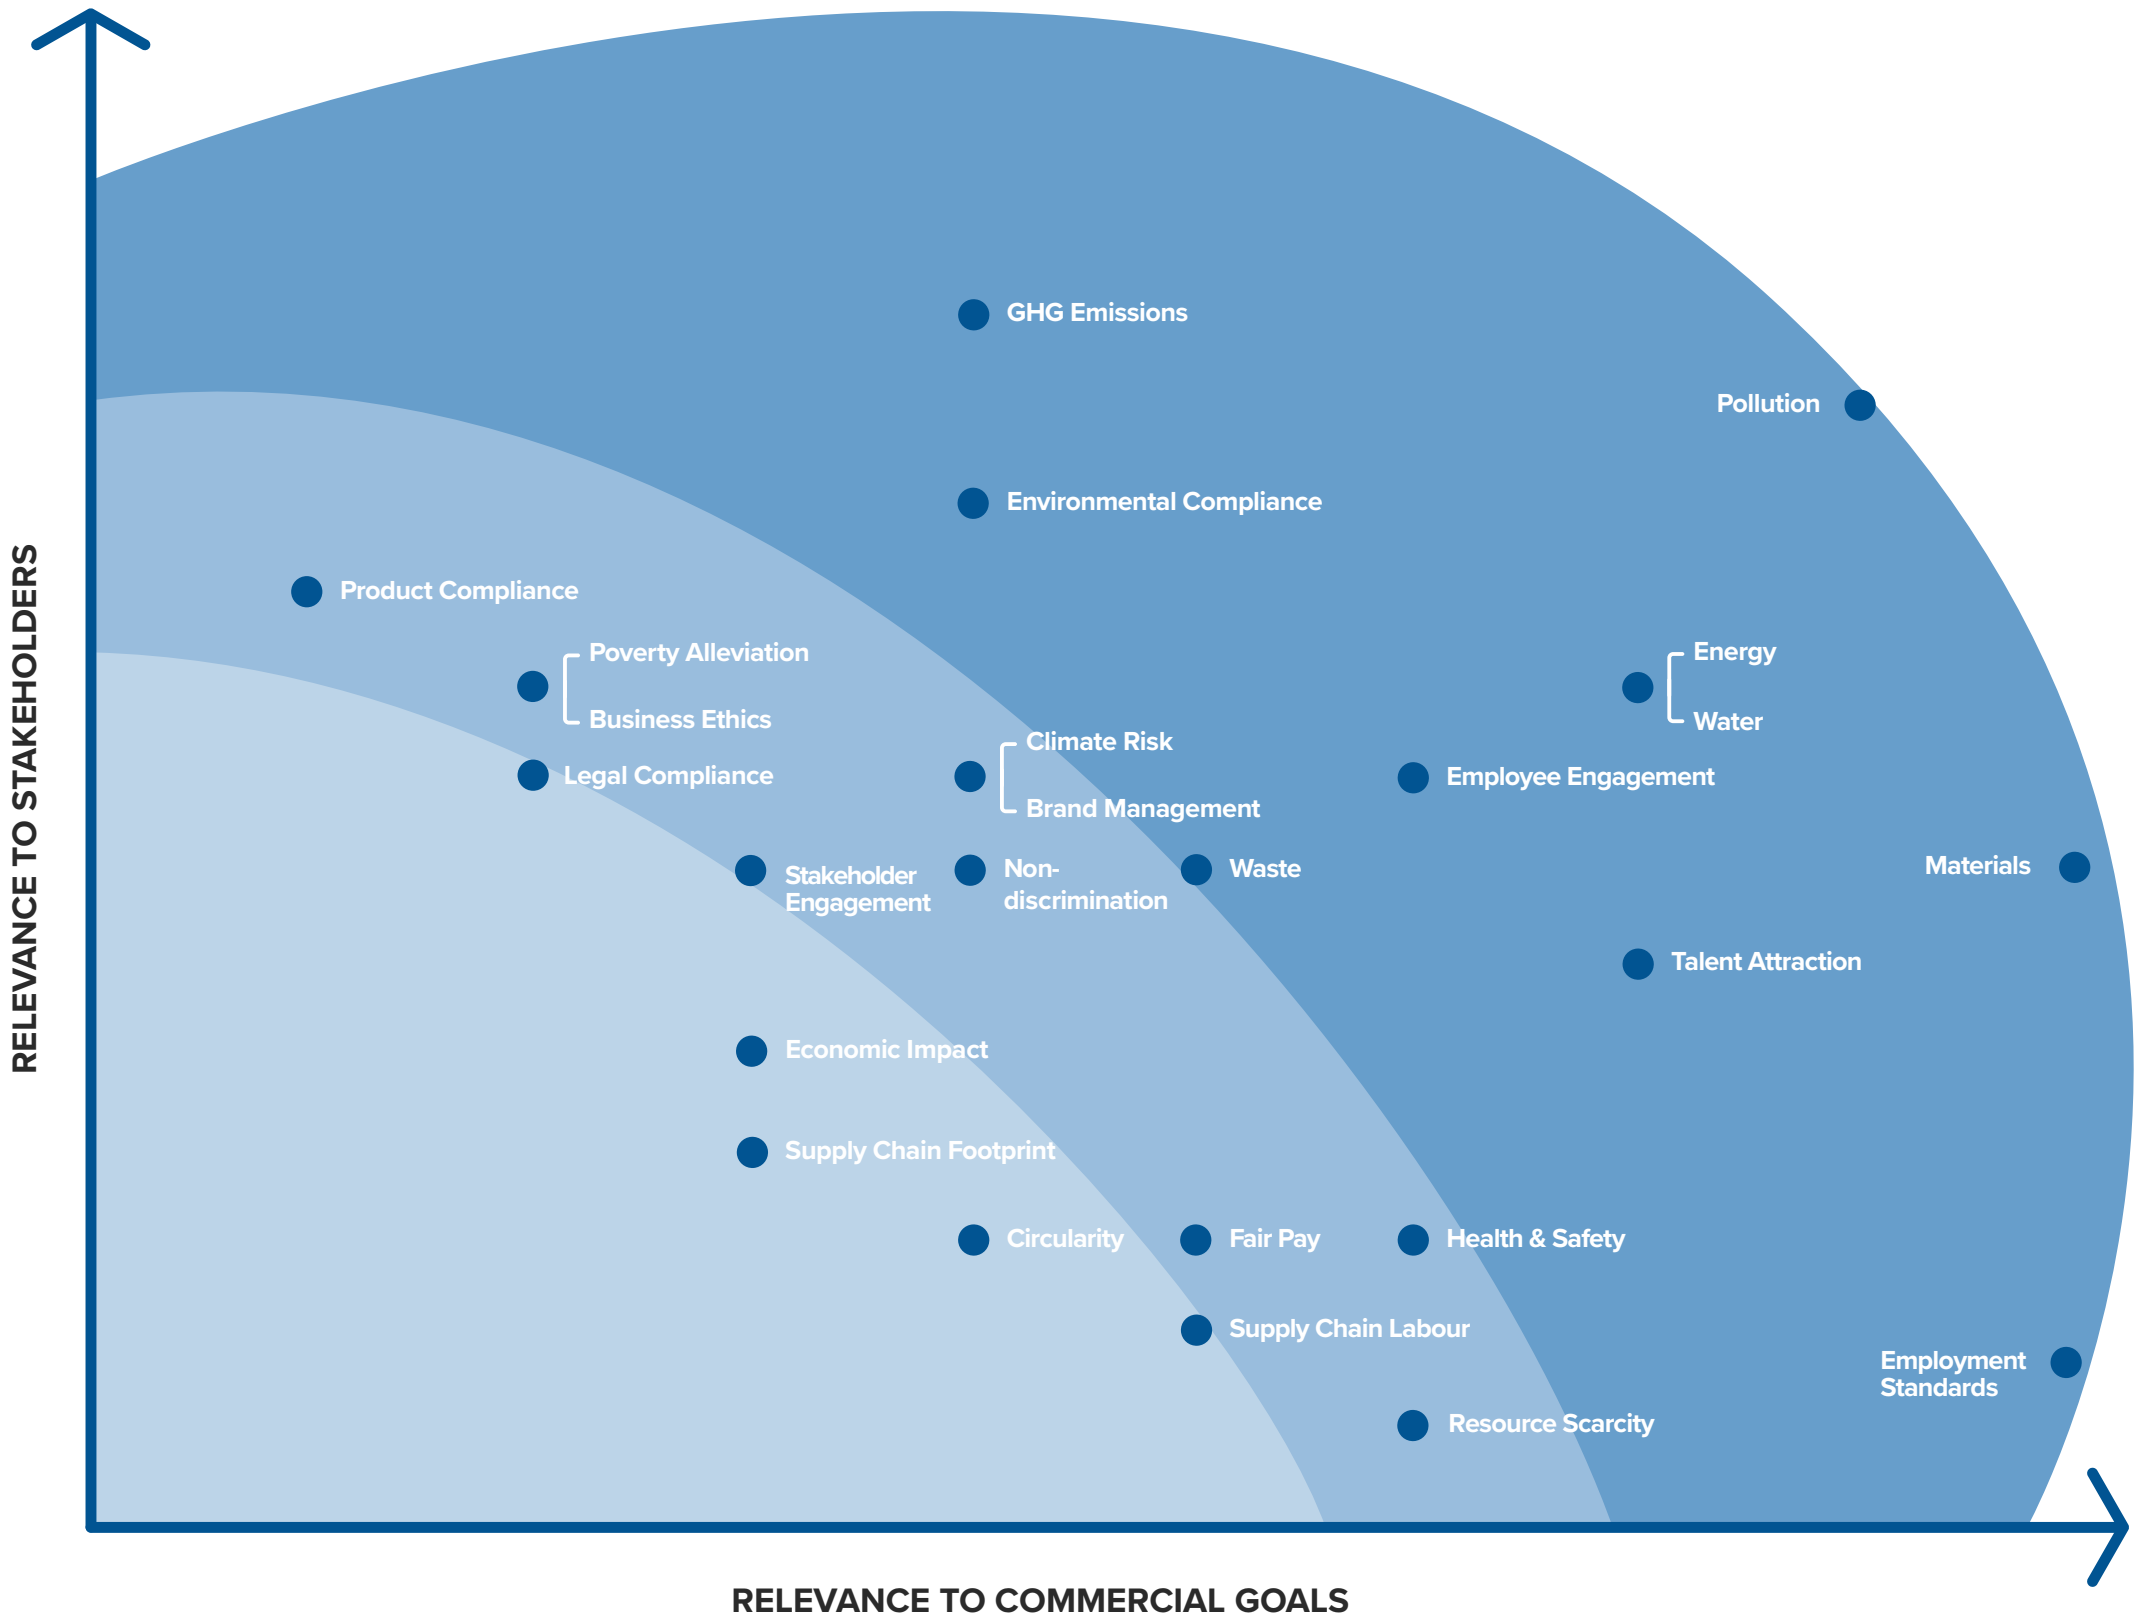 GHG Emissions
Pollution
Environmental Compliance
Product Compliance
Poverty Alleviation
Business Ethics
Energy
Water
Legal Compliance
Climate Risk
Brand Management
Employee Engagement
Stakeholder
Engagement
Non-
discrimination
Waste
Materials
Talent Attraction
Economic Impact
Supply Chain Footprint
Circularity
Fair Pay
Health & Safety
Supply Chain Labour
Employment
Standards
Resource Scarcity
RELEVANCE TO STAKEHOLDERS
RELEVANCE TO COMMERCIAL GOALS